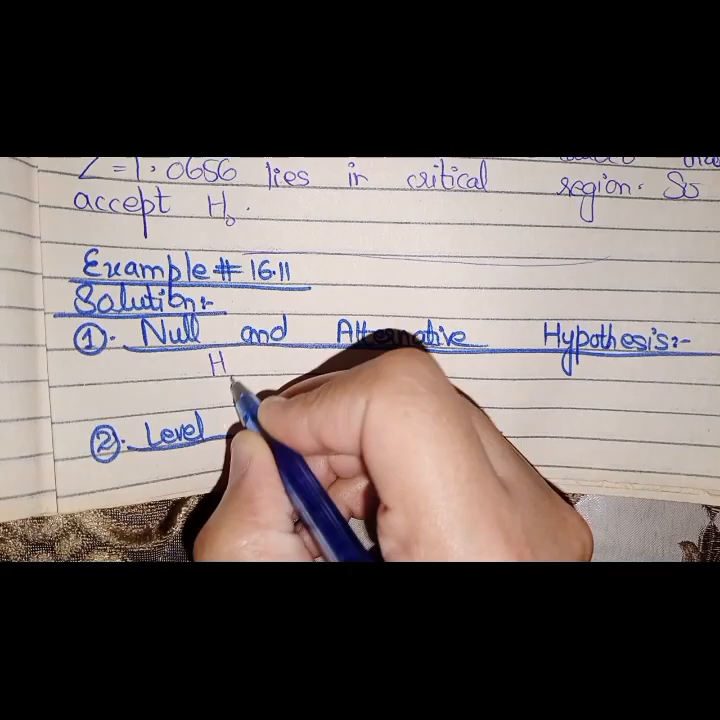 Z = 1.0656 lies in critical region. So
accept H₀.
Example # 16.11
Solution:-
①. Null and Alternative Hypothesis:-
H
②. Level